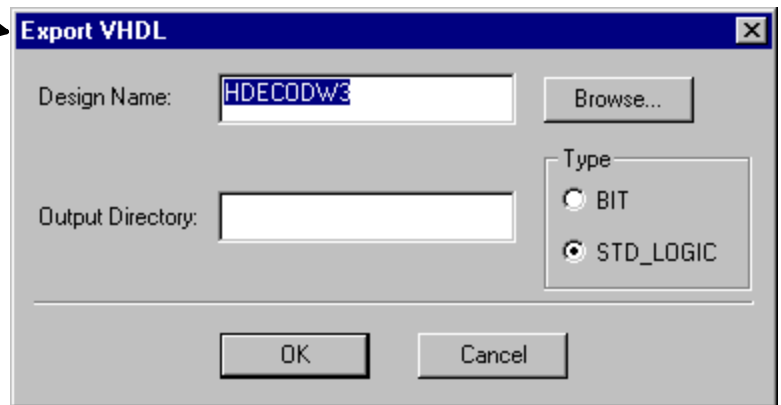 Export VHDL
Design Name:
HDECODW3
Browse...
Type
BIT
Output Directory:
STD_LOGIC
OK
Cancel